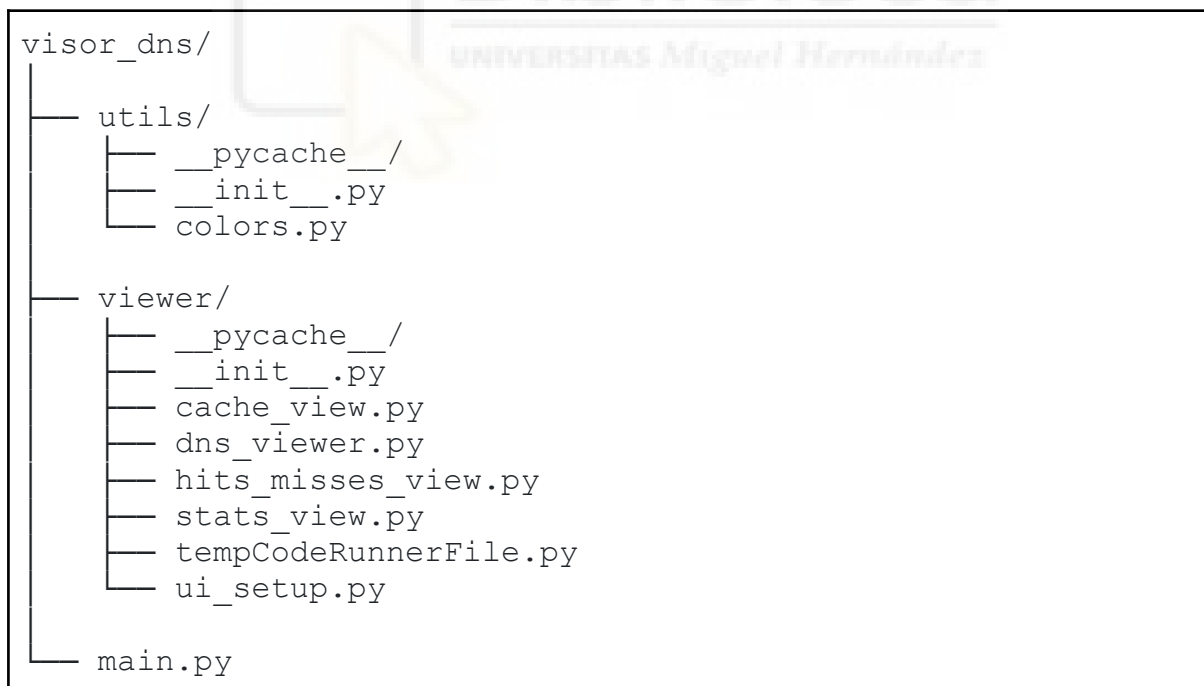 UNIVERSITAS Miguel Hernández
visor_dns/
utils/
__pycache__/
__init__.py
colors.py
viewer/
__pycache__/
__init__.py
cache_view.py
dns_viewer.py
hits_misses_view.py
stats_view.py
tempCodeRunnerFile.py
ui_setup.py
main.py